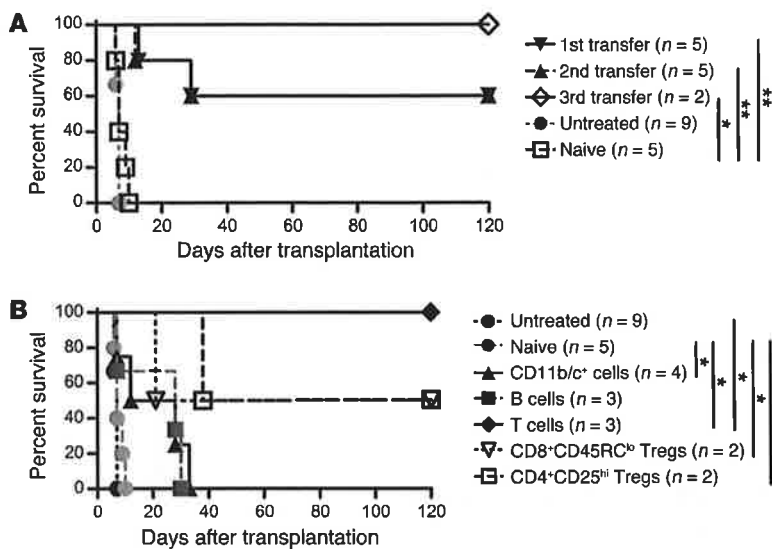 A
Percent survival
100
80
60
40
20
0
0 20 40 60 80 100 120
Days after transplantation
1st transfer (n = 5)
2nd transfer (n = 5)
3rd transfer (n = 2)
Untreated (n = 9)
Naive (n = 5)
*
**
**
B
Percent survival
100
80
60
40
20
0
0 20 40 60 80 100 120
Days after transplantation
Untreated (n = 9)
Naive (n = 5)
CD11b/c⁺ cells (n = 4)
B cells (n = 3)
T cells (n = 3)
CD8⁺CD45RCˡᵒ Tregs (n = 2)
CD4⁺CD25ʰⁱ Tregs (n = 2)
*
*
*
*
*